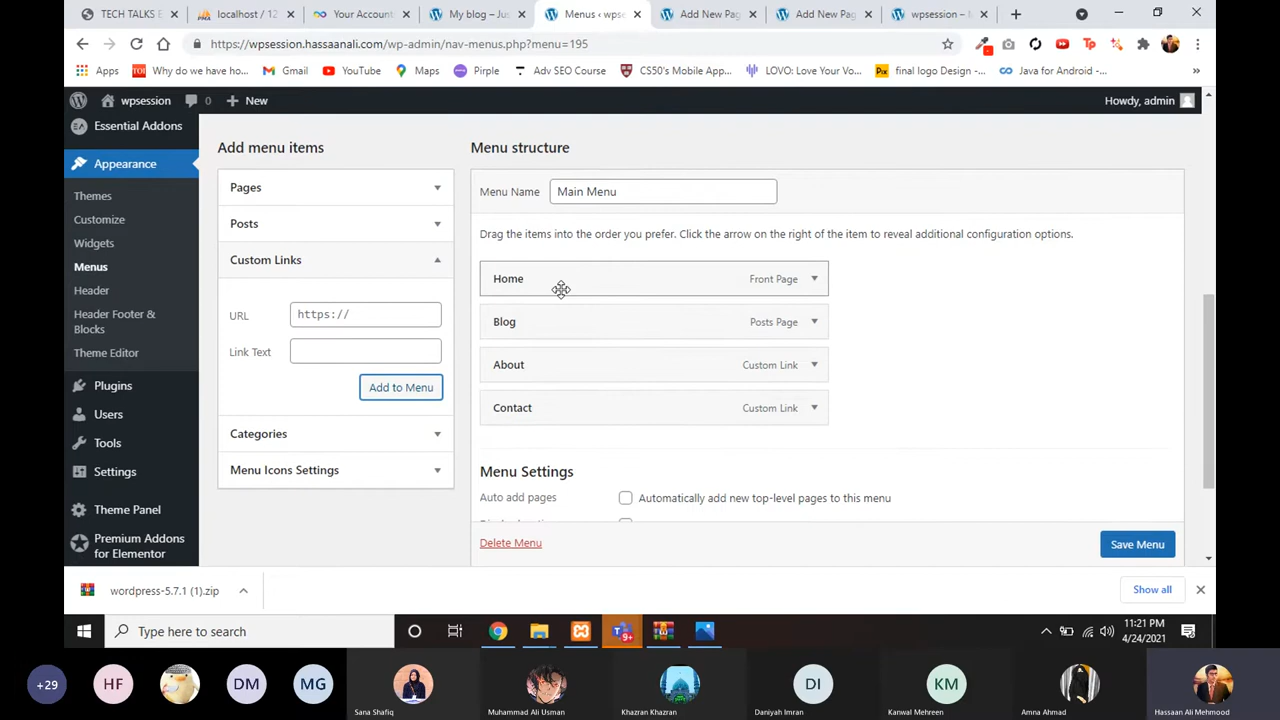 TECH TALKS E
localhost / 12
Your Accoun
My blog – Jus
Menus ‹ wpse
Add New Pag
Add New Pag
wpsession – N
https://wpsession.hassaanali.com/wp-admin/nav-menus.php?menu=195
Apps
Why do we have ho...
Gmail
YouTube
Maps
Pirple
Adv SEO Course
CS50's Mobile App...
LOVO: Love Your Vo...
final logo Design -...
Java for Android -...
»
wpsession
0
New
Howdy, admin
Essential Addons
Appearance
Themes
Customize
Widgets
Menus
Header
Header Footer &
Blocks
Theme Editor
Plugins
Users
Tools
Settings
Theme Panel
Premium Addons
for Elementor
Add menu items
Pages
Posts
Custom Links
URL
https://
Link Text
Add to Menu
Categories
Menu Icons Settings
Menu structure
Menu Name
Main Menu
Drag the items into the order you prefer. Click the arrow on the right of the item to reveal additional configuration options.
Home
Front Page
Blog
Posts Page
About
Custom Link
Contact
Custom Link
Menu Settings
Auto add pages
Automatically add new top-level pages to this menu
Delete Menu
Save Menu
wordpress-5.7.1 (1).zip
Show all
Type here to search
9+
11:21 PM
4/24/2021
+29
HF
DM
MG
Sana Shafiq
Muhammad Ali Usman
Khazran Khazran
DI
Daniyah Imran
KM
Kanwal Mehreen
Amna Ahmad
Hassaan Ali Mehmood